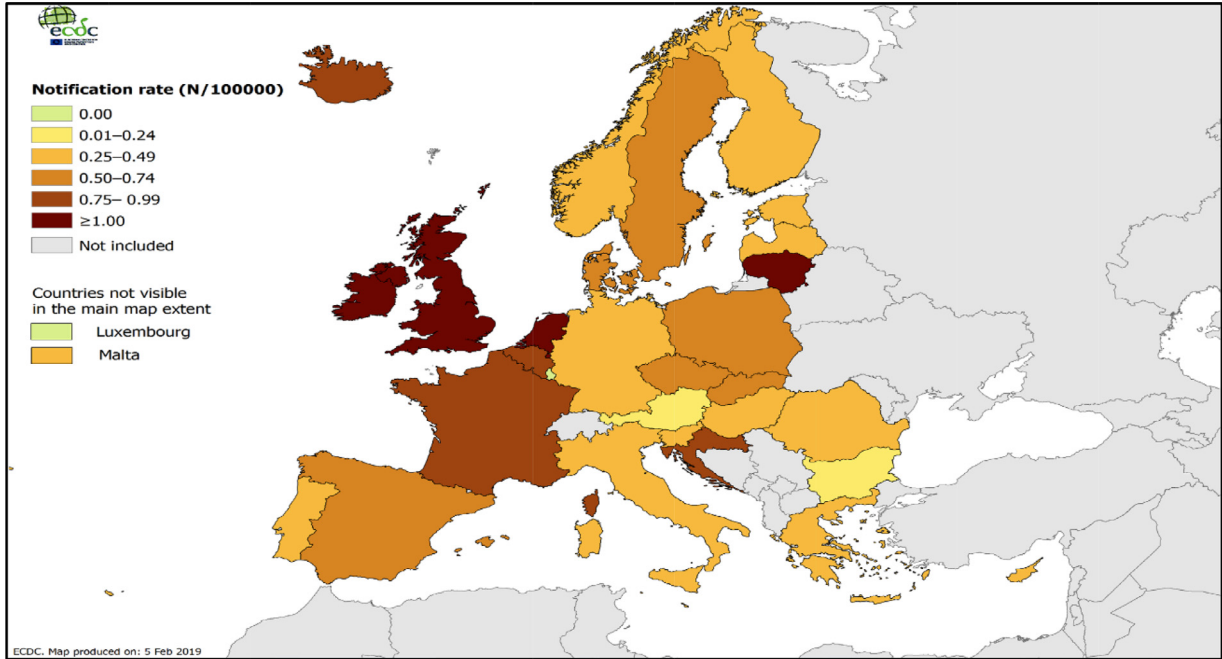 ecdc
Notification rate (N/100000)
0.00
0.01–0.24
0.25–0.49
0.50–0.74
0.75– 0.99
≥1.00
Not included
Countries not visible
in the main map extent
Luxembourg
Malta
ECDC. Map produced on: 5 Feb 2019